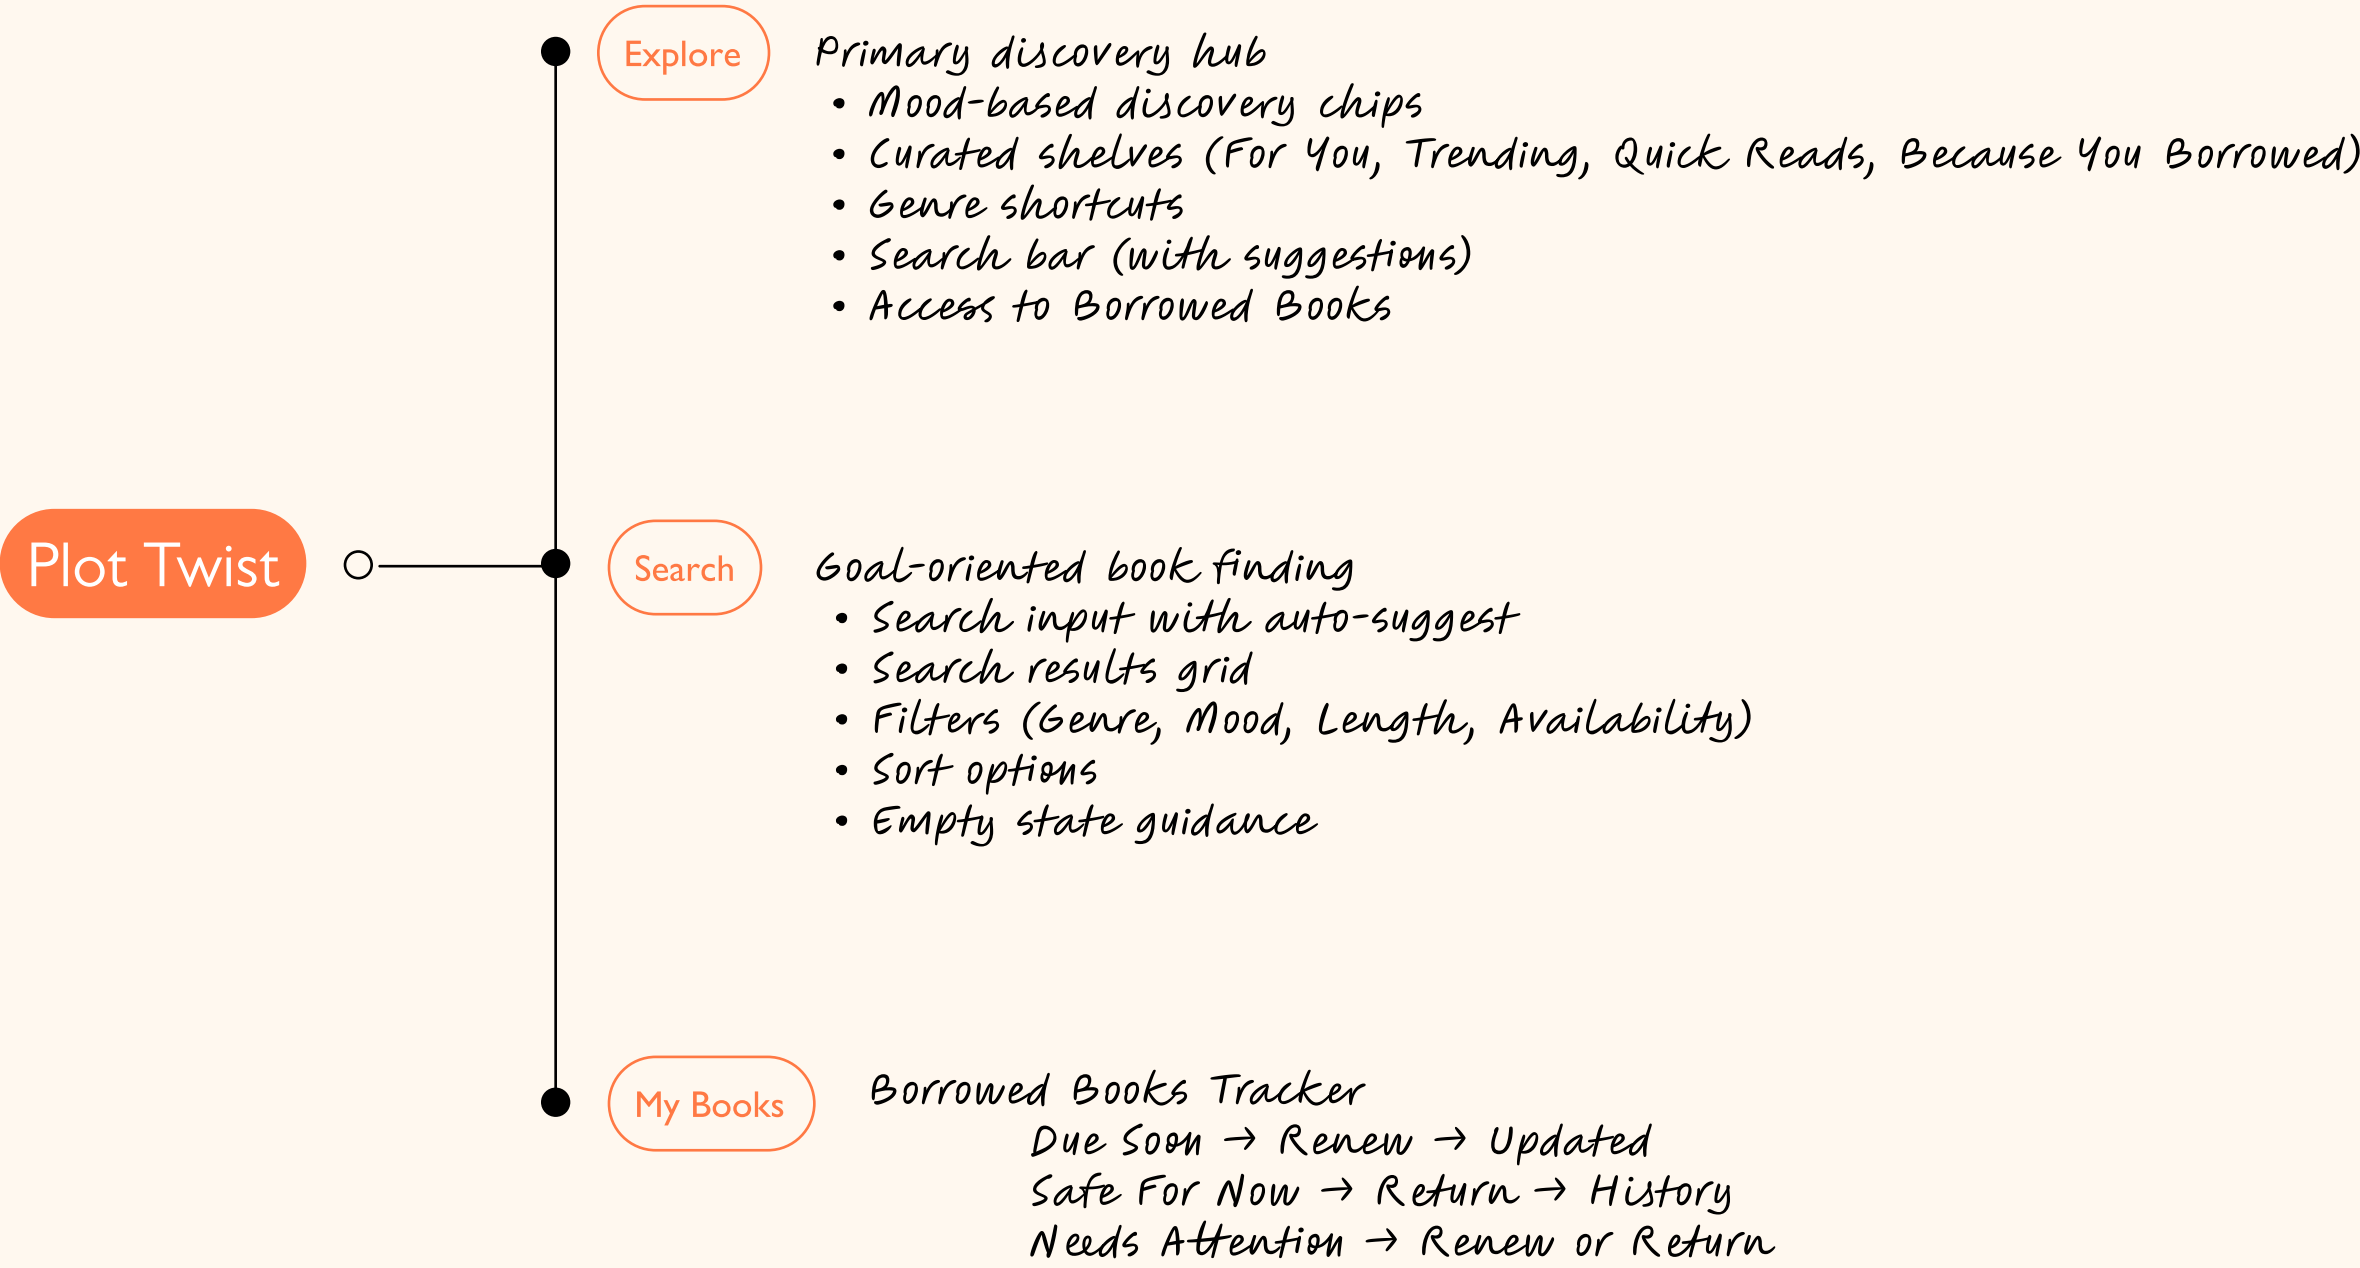 Plot Twist
Explore
Primary discovery hub
• Mood-based discovery chips
• Curated shelves (For You, Trending, Quick Reads, Because You Borrowed)
• Genre shortcuts
• Search bar (with suggestions)
• Access to Borrowed Books
Search
Goal-oriented book finding
• Search input with auto-suggest
• Search results grid
• Filters (Genre, Mood, Length, Availability)
• Sort options
• Empty state guidance
My Books
Borrowed Books Tracker
Due Soon → Renew → Updated
Safe For Now → Return → History
Needs Attention → Renew or Return